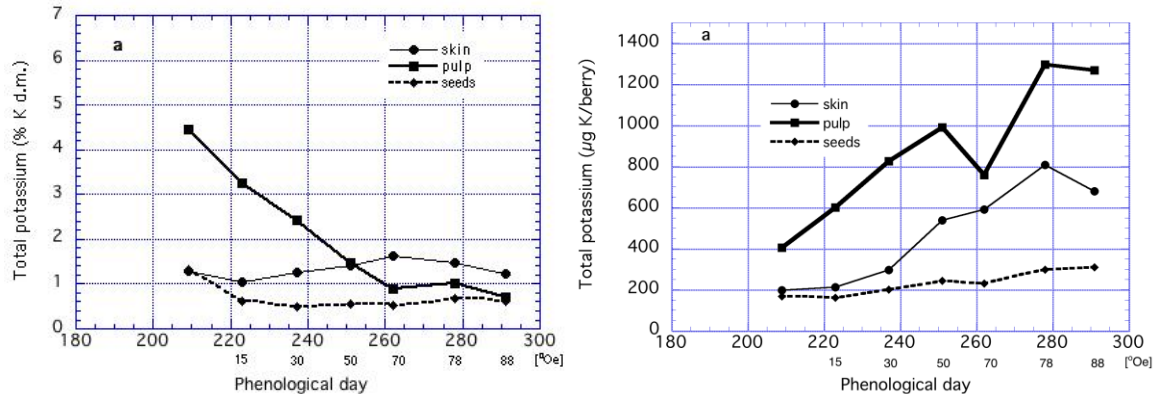 Total potassium (% K d.m.)
7
6
5
4
3
2
1
0
a
skin
pulp
seeds
180 200 220 240 260 280 300
15 30 50 70 78 88 [°Oe]
Phenological day
Total potassium (µg K/berry)
1400
1200
1000
800
600
400
200
0
a
skin
pulp
seeds
180 200 220 240 260 280 300
15 30 50 70 78 88 [°Oe]
Phenological day